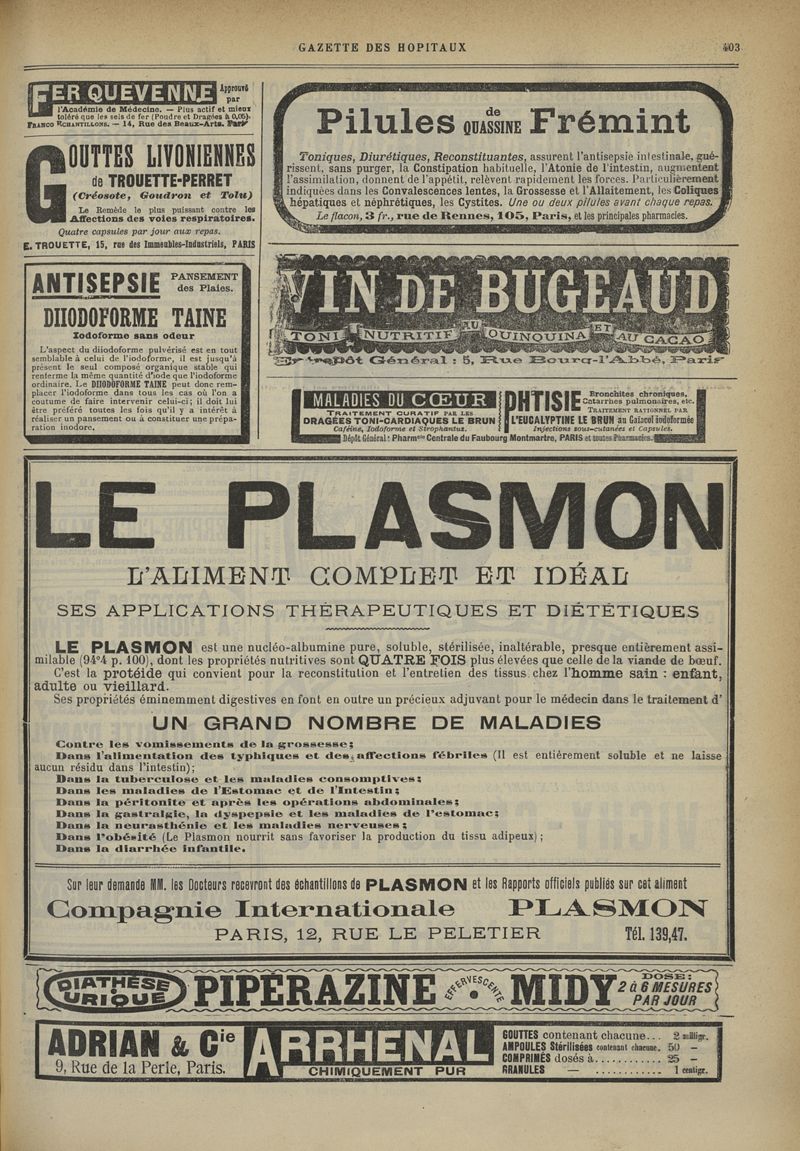 GAZETTE DES HOPITAUX 403
FER QUEVENNE Approuvé
par
l'Académie de Médecine. — Plus actif et mieux
toléré que les sels de fer (Poudre et Dragées à 0,05).
FRANCO ECHANTILLONS. — 14, Rue des Beaux-Arts. Paris
GOUTTES LIVONIENNES
de TROUETTE-PERRET
(Créosote, Goudron et Tolu)
Le Remède le plus puissant contre les
Affections des voies respiratoires.
Quatre capsules par jour aux repas.
E. TROUETTE, 15, rue des Immeubles-Industriels, PARIS
ANTISEPSIE PANSEMENT
des Plaies.
DIIODOFORME TAINE
Iodoforme sans odeur
L'aspect du diiodoforme pulvérisé est en tout
semblable à celui de l'iodoforme, il est jusqu'à
présent le seul composé organique stable qui
renferme la même quantité d'iode que l'iodoforme
ordinaire. Le DIIODOFORME TAINE peut donc rem-
placer l'iodoforme dans tous les cas où l'on a
coutume de faire intervenir celui-ci; il doit lui
être préféré toutes les fois qu'il y a intérêt à
réaliser un pansement ou à constituer une prépa-
ration inodore.
Pilules de QUASSINE Frémint
Toniques, Diurétiques, Reconstituantes, assurent l'antisepsie intestinale, gué-
rissent, sans purger, la Constipation habituelle, l'Atomie de l'intestin, augmentent
l'assimilation, donnent de l'appétit, relèvent rapidement les forces. Particulièrement
indiquées dans les Convalescences lentes, la Grossesse et l'Allaitement, les Coliques
hépatiques et néphrétiques, les Cystites. Une ou deux pilules avant chaque repas.
Le flacon, 3 fr., rue de Rennes, 105, Paris, et les principales pharmacies.
VIN DE BUGEAUD
TONI NUTRITIF AU QUINQUINA ET AU CACAO
Dépôt Général : 5, Rue Bourg-l'Abbé, Paris
MALADIES DU CŒUR
TRAITEMENT CURATIF PAR LES
DRAGÉES TONI-CARDIAQUES LE BRUN
Caféine, Iodoforme et Strophantus.
PHTISIE Bronchites chroniques,
Catarrhes pulmonaires, etc.
TRAITEMENT RATIONNEL PAR
L'EUCALYPTINE LE BRUN au Gaïacol iodoformée
Injections sous-cutanées et Capsules.
Dépôt Général: Pharmcie Centrale du Faubourg Montmartre, PARIS et toutes Pharmacies.
LE PLASMON
L'ALIMENT COMPLET ET IDÉAL
SES APPLICATIONS THÉRAPEUTIQUES ET DIÉTÉTIQUES
LE PLASMON est une nucléo-albumine pure, soluble, stérilisée, inaltérable, presque entièrement assi-
milable (94°4 p. 100), dont les propriétés nutritives sont QUATRE FOIS plus élevées que celle de la viande de bœuf.
C'est la protéide qui convient pour la reconstitution et l'entretien des tissus chez l'homme sain : enfant,
adulte ou vieillard.
Ses propriétés éminemment digestives en font en outre un précieux adjuvant pour le médecin dans le traitement d'
UN GRAND NOMBRE DE MALADIES
Contre les vomissements de la grossesse;
Dans l'alimentation des typhiques et des affections fébriles (Il est entièrement soluble et ne laisse
aucun résidu dans l'intestin);
Dans la tuberculose et les maladies consomptives;
Dans les maladies de l'Estomac et de l'Intestin;
Dans la péritonite et après les opérations abdominales;
Dans la gastralgie, la dyspepsie et les maladies de l'estomac;
Dans la neurasthénie et les maladies nerveuses;
Dans l'obésité (Le Plasmon nourrit sans favoriser la production du tissu adipeux);
Dans la diarrhée infantile.
Sur leur demande MM. les Docteurs recevront des échantillons de PLASMON et les Rapports officiels publiés sur cet aliment
Compagnie Internationale PLASMON
PARIS, 12, RUE LE PELETIER Tél. 139,47.
DIATHÈSE
URIQUE
PIPÉRAZINE EFFERVESCENTE MIDY
DOSE:
2 à 6 MESURES
PAR JOUR
ADRIAN & Cie
9, Rue de la Perle, Paris.
ARRHENAL
CHIMIQUEMENT PUR
GOUTTES contenant chacune... 2 milligr.
AMPOULES Stérilisées contenant chacune. 50 —
COMPRIMÉS dosés à............ 25 —
GRANULES — ............ 1 centigr.